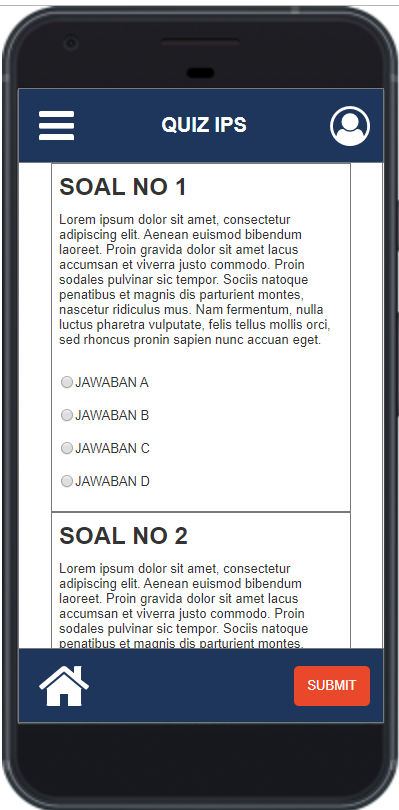 QUIZ IPS
SOAL NO 1
Lorem ipsum dolor sit amet, consectetur
adipiscing elit. Aenean euismod bibendum
laoreet. Proin gravida dolor sit amet lacus
accumsan et viverra justo commodo. Proin
sodales pulvinar sic tempor. Sociis natoque
penatibus et magnis dis parturient montes,
nascetur ridiculus mus. Nam fermentum, nulla
luctus pharetra vulputate, felis tellus mollis orci,
sed rhoncus pronin sapien nunc accuan eget.
JAWABAN A
JAWABAN B
JAWABAN C
JAWABAN D
SOAL NO 2
Lorem ipsum dolor sit amet, consectetur
adipiscing elit. Aenean euismod bibendum
laoreet. Proin gravida dolor sit amet lacus
accumsan et viverra justo commodo. Proin
sodales pulvinar sic tempor. Sociis natoque
penatibus et magnis dis parturient montes,
SUBMIT